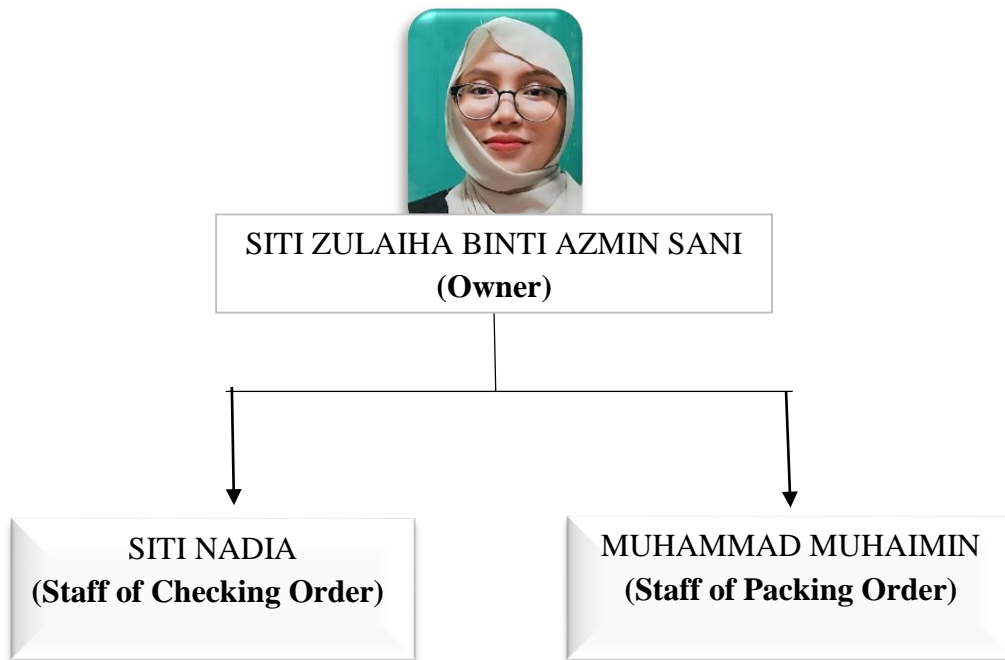 SITI ZULAIHA BINTI AZMIN SANI
(Owner)
SITI NADIA
(Staff of Checking Order)
MUHAMMAD MUHAIMIN
(Staff of Packing Order)